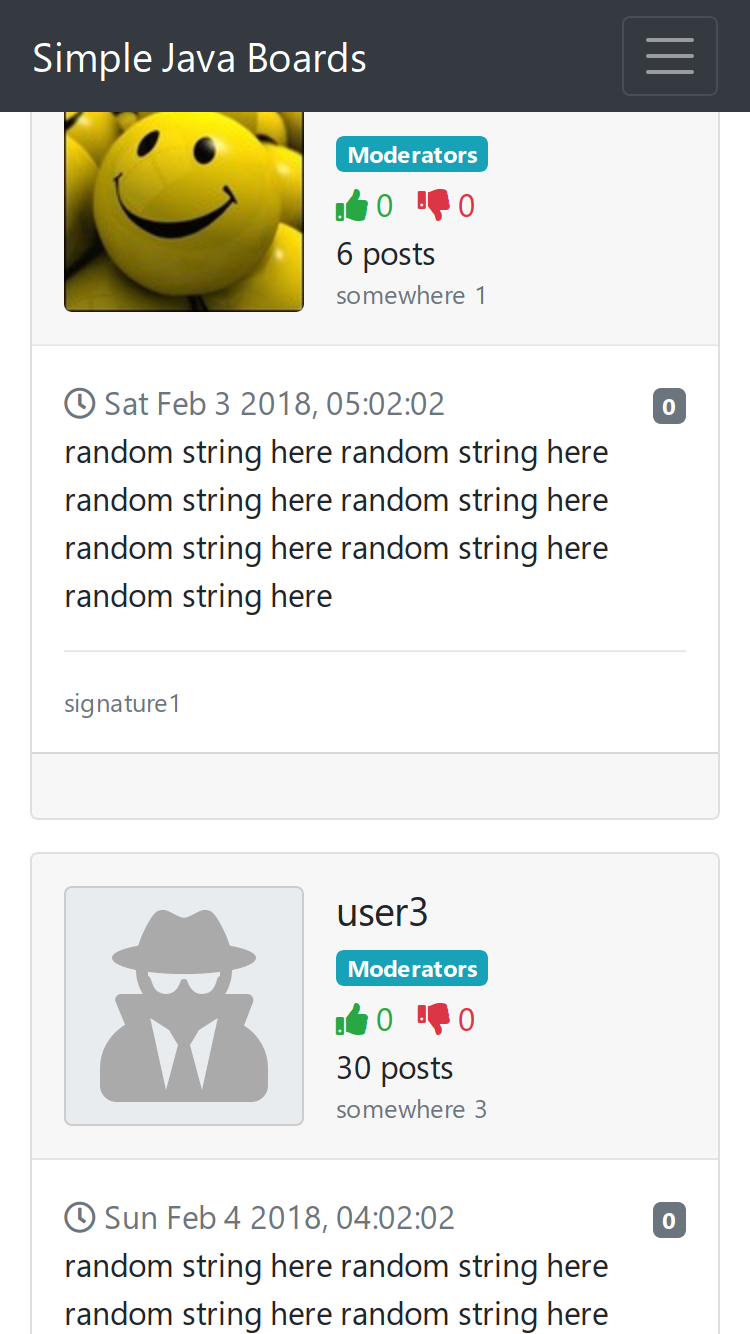 Simple Java Boards
Moderators
0 0
6 posts
somewhere 1
Sat Feb 3 2018, 05:02:02 0
random string here random string here
random string here random string here
random string here random string here
random string here
signature1
user3
Moderators
0 0
30 posts
somewhere 3
Sun Feb 4 2018, 04:02:02 0
random string here random string here
random string here random string here